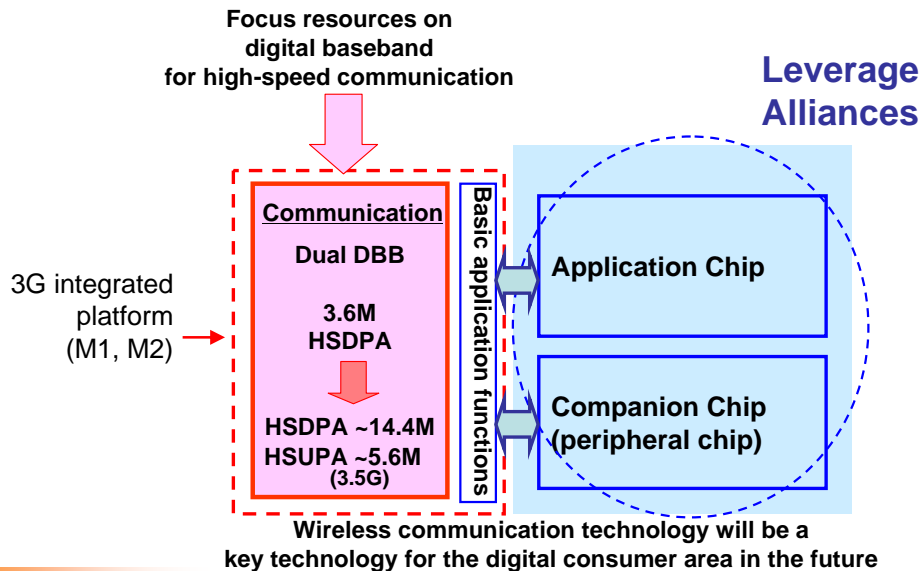 Focus resources on
digital baseband
for high-speed communication
Leverage
Alliances
Communication
Dual DBB
3.6M
HSDPA
HSDPA ~14.4M
HSUPA ~5.6M
(3.5G)
Basic application functions
3G integrated
platform
(M1, M2)
Application Chip
Companion Chip
(peripheral chip)
Wireless communication technology will be a
key technology for the digital consumer area in the future